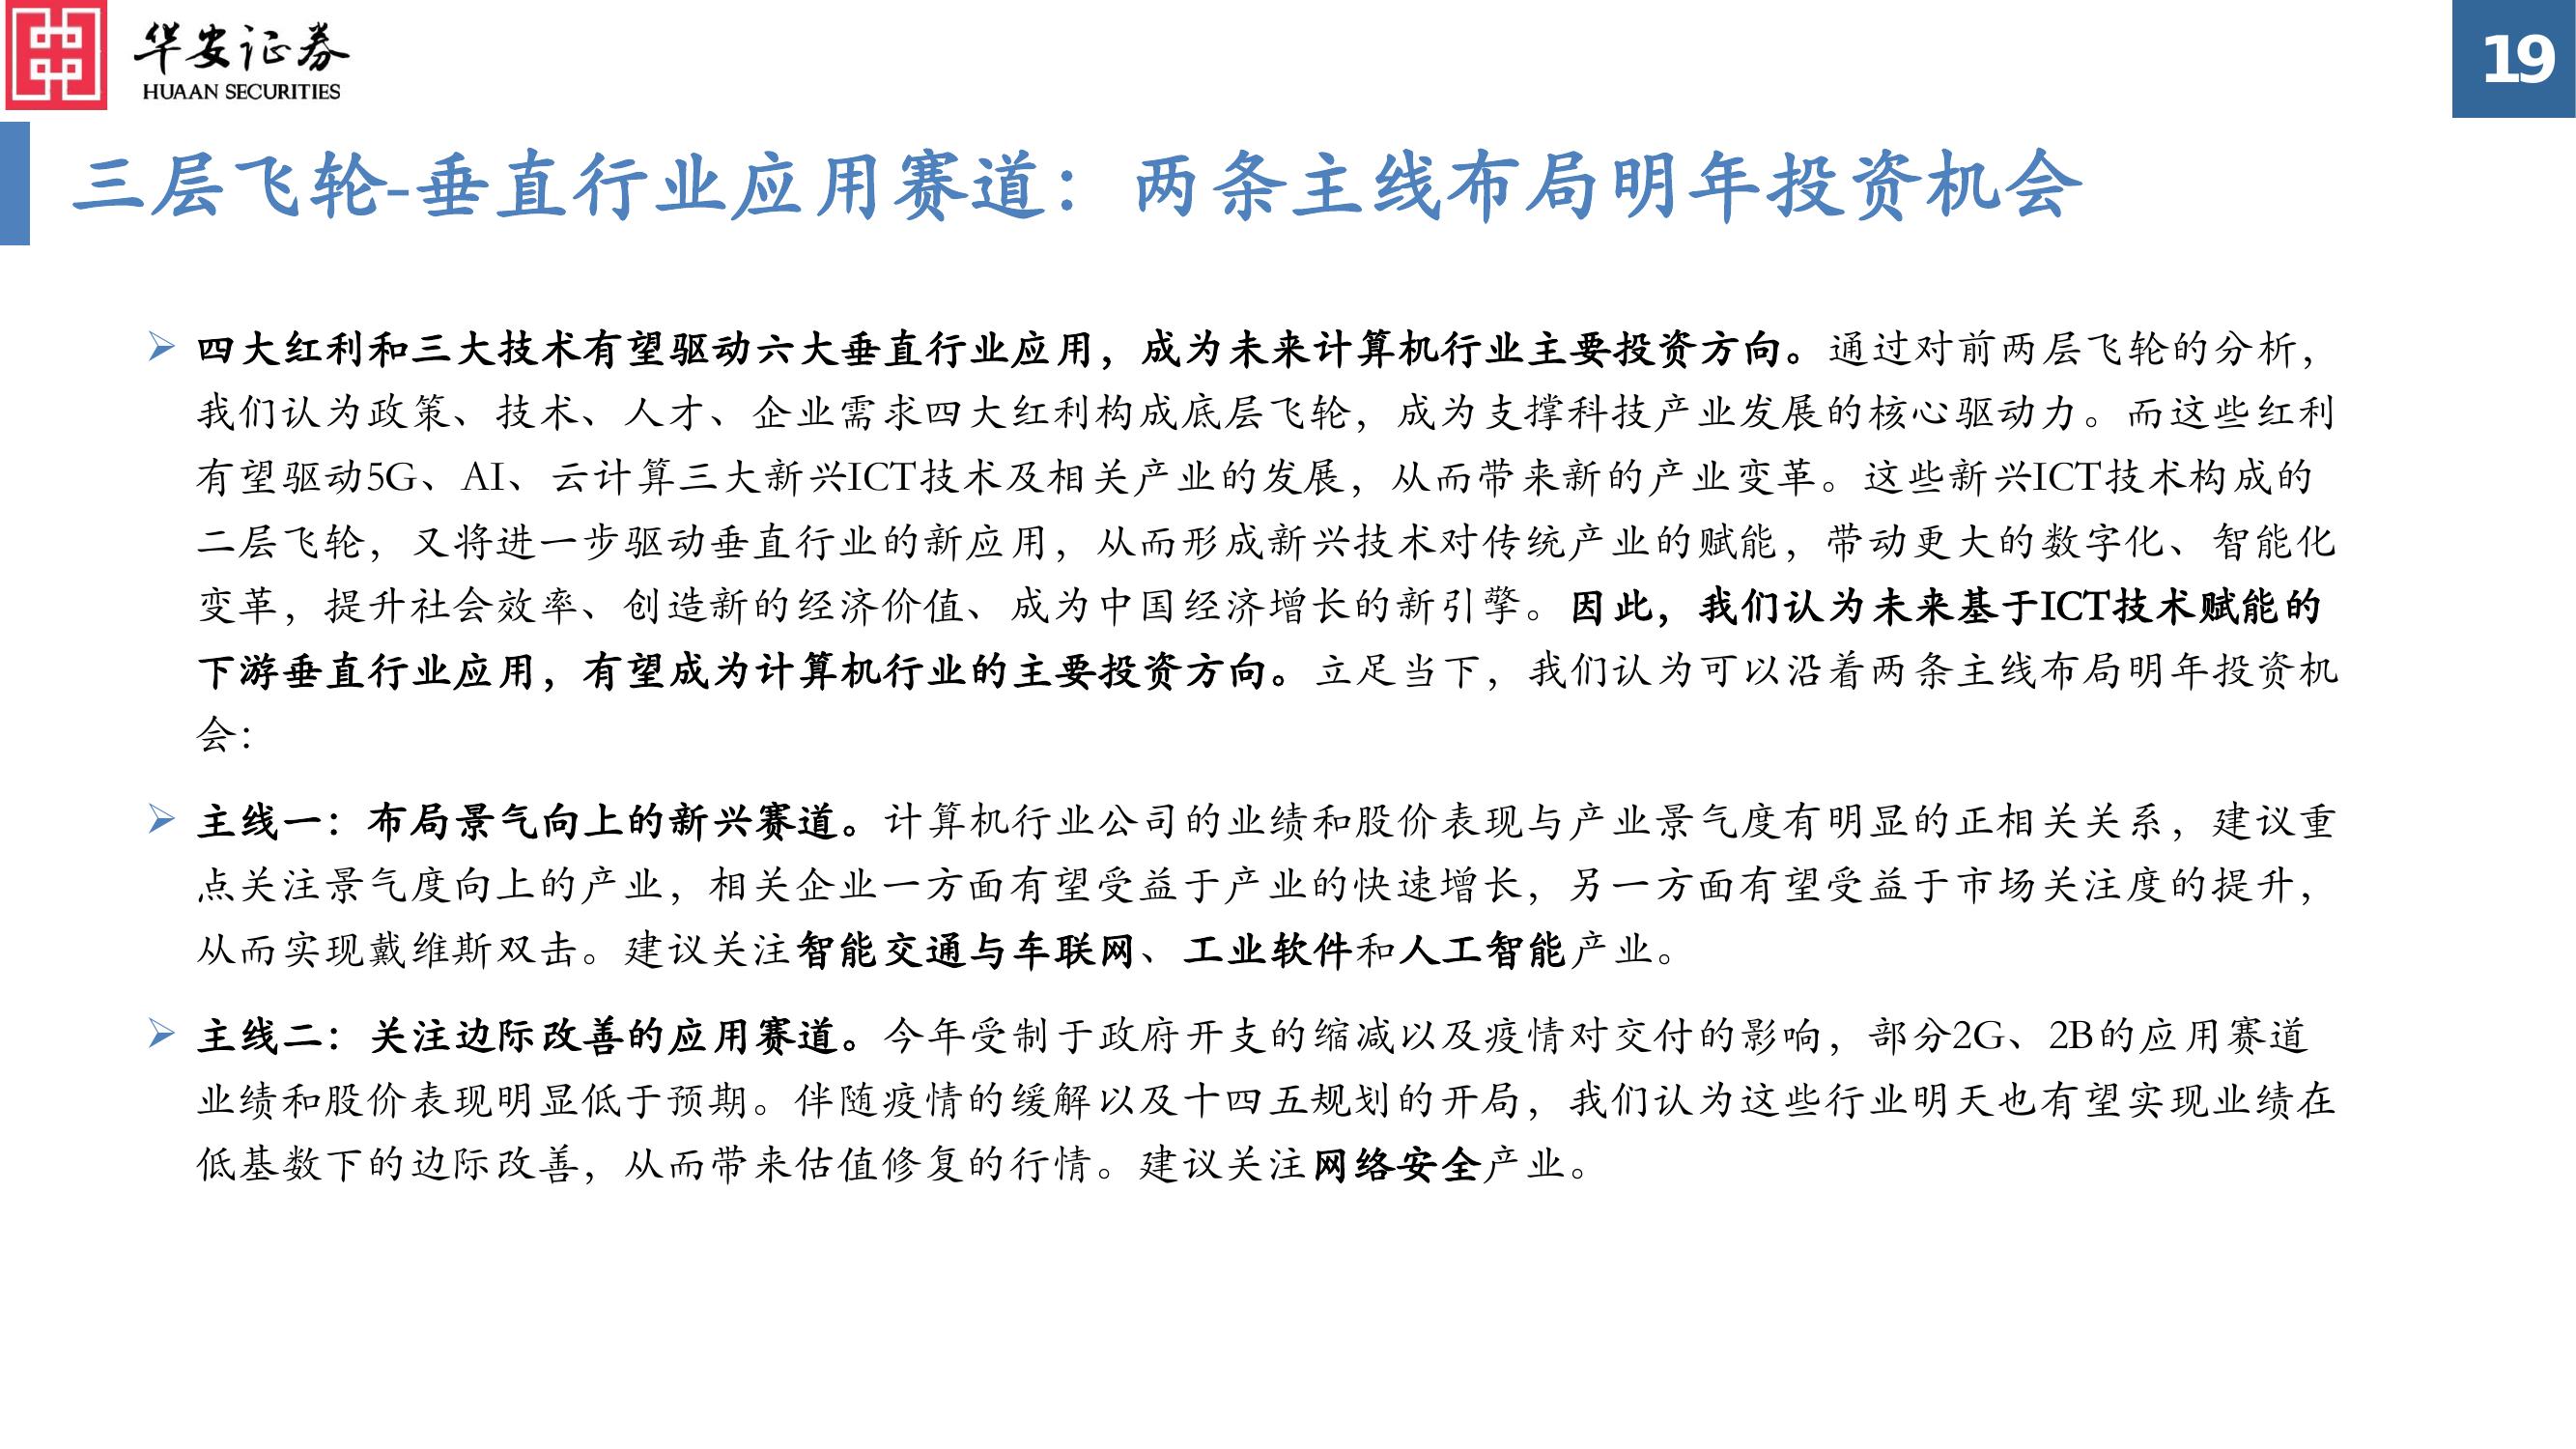 华安证券
HUAAN SECURITIES
19
三层飞轮-垂直行业应用赛道：两条主线布局明年投资机会
四大红利和三大技术有望驱动六大垂直行业应用，成为未来计算机行业主要投资方向。通过对前两层飞轮的分析，
我们认为政策、技术、人才、企业需求四大红利构成底层飞轮，成为支撑科技产业发展的核心驱动力。而这些红利
有望驱动5G、AI、云计算三大新兴ICT技术及相关产业的发展，从而带来新的产业变革。这些新兴ICT技术构成的
二层飞轮，又将进一步驱动垂直行业的新应用，从而形成新兴技术对传统产业的赋能，带动更大的数字化、智能化
变革，提升社会效率、创造新的经济价值、成为中国经济增长的新引擎。因此，我们认为未来基于ICT技术赋能的
下游垂直行业应用，有望成为计算机行业的主要投资方向。立足当下，我们认为可以沿着两条主线布局明年投资机
会：
主线一：布局景气向上的新兴赛道。计算机行业公司的业绩和股价表现与产业景气度有明显的正相关关系，建议重
点关注景气度向上的产业，相关企业一方面有望受益于产业的快速增长，另一方面有望受益于市场关注度的提升，
从而实现戴维斯双击。建议关注智能交通与车联网、工业软件和人工智能产业。
主线二：关注边际改善的应用赛道。今年受制于政府开支的缩减以及疫情对交付的影响，部分2G、2B的应用赛道
业绩和股价表现明显低于预期。伴随疫情的缓解以及十四五规划的开局，我们认为这些行业明天也有望实现业绩在
低基数下的边际改善，从而带来估值修复的行情。建议关注网络安全产业。